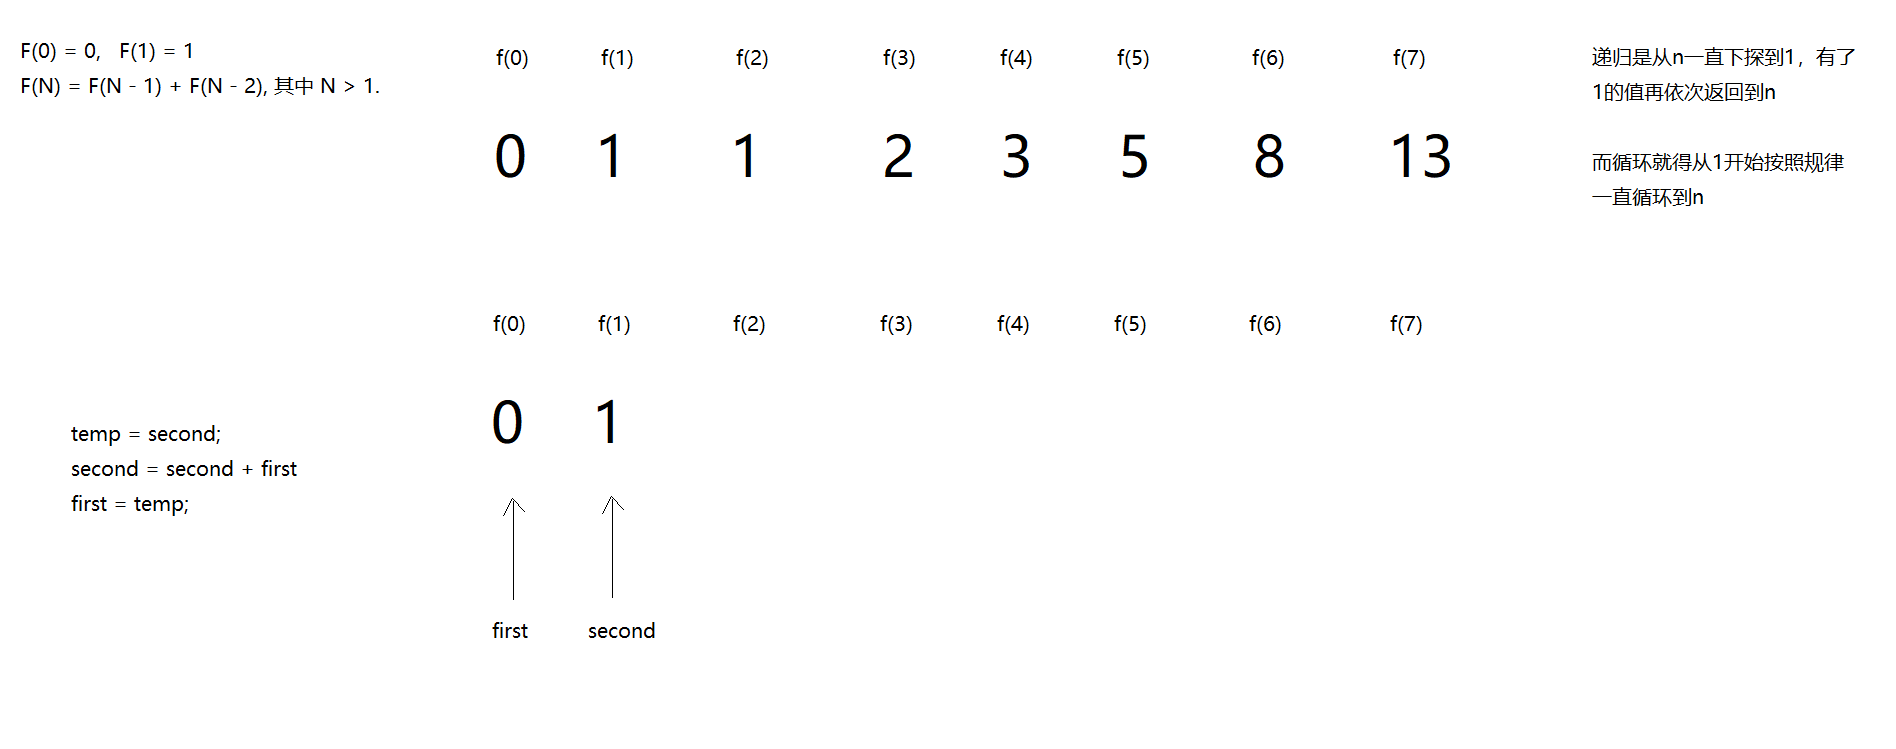 F(0) = 0,   F(1) = 1
F(N) = F(N - 1) + F(N - 2), 其中 N > 1.
f(0) f(1) f(2) f(3) f(4) f(5) f(6) f(7)
0 1 1 2 3 5 8 13
递归是从n一直下探到1，有了
1的值再依次返回到n
而循环就得从1开始按照规律
一直循环到n
f(0) f(1) f(2) f(3) f(4) f(5) f(6) f(7)
0 1
temp = second;
second = second + first
first = temp;
first second